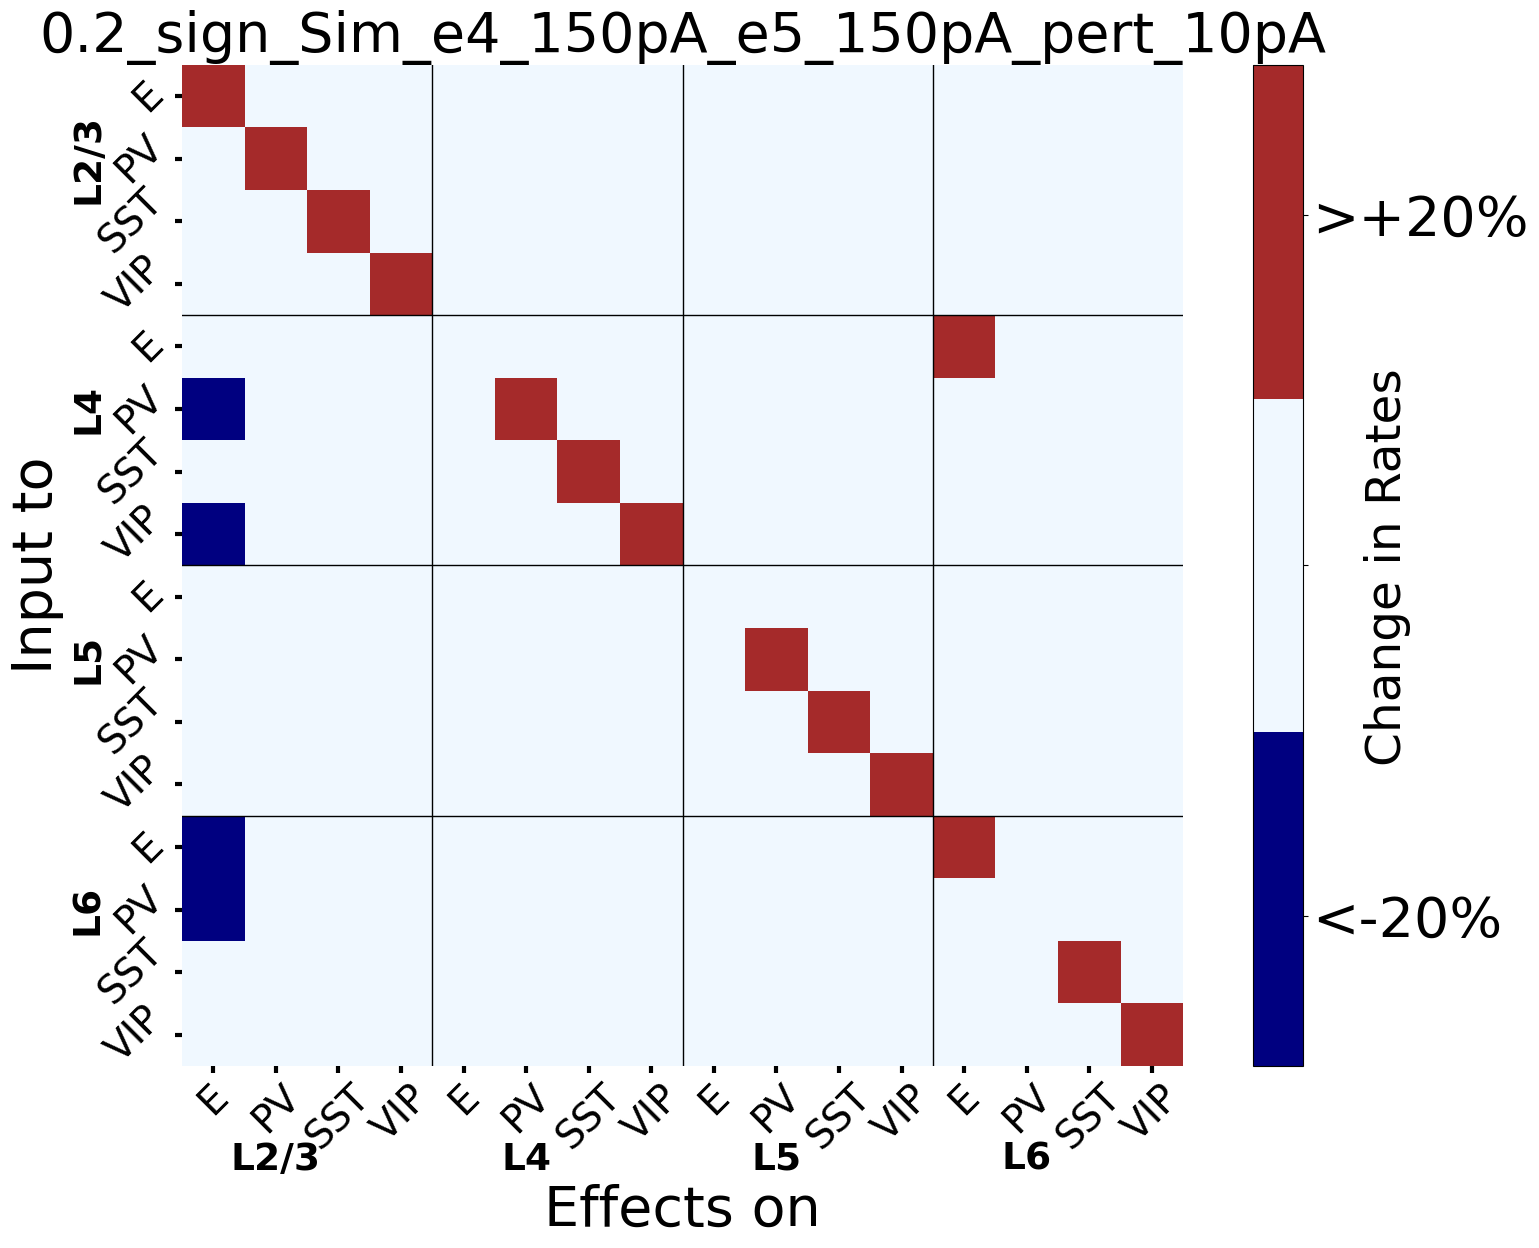 0.2_sign_Sim_e4_150pA_e5_150pA_pert_10pA
Input to
L2/3
E
PV
SST
VIP
L4
E
PV
SST
VIP
L5
E
PV
SST
VIP
L6
E
PV
SST
VIP
E PV SST VIP E PV SST VIP E PV SST VIP E PV SST VIP
L2/3 L4 L5 L6
Effects on
>+20%
<-20%
Change in Rates